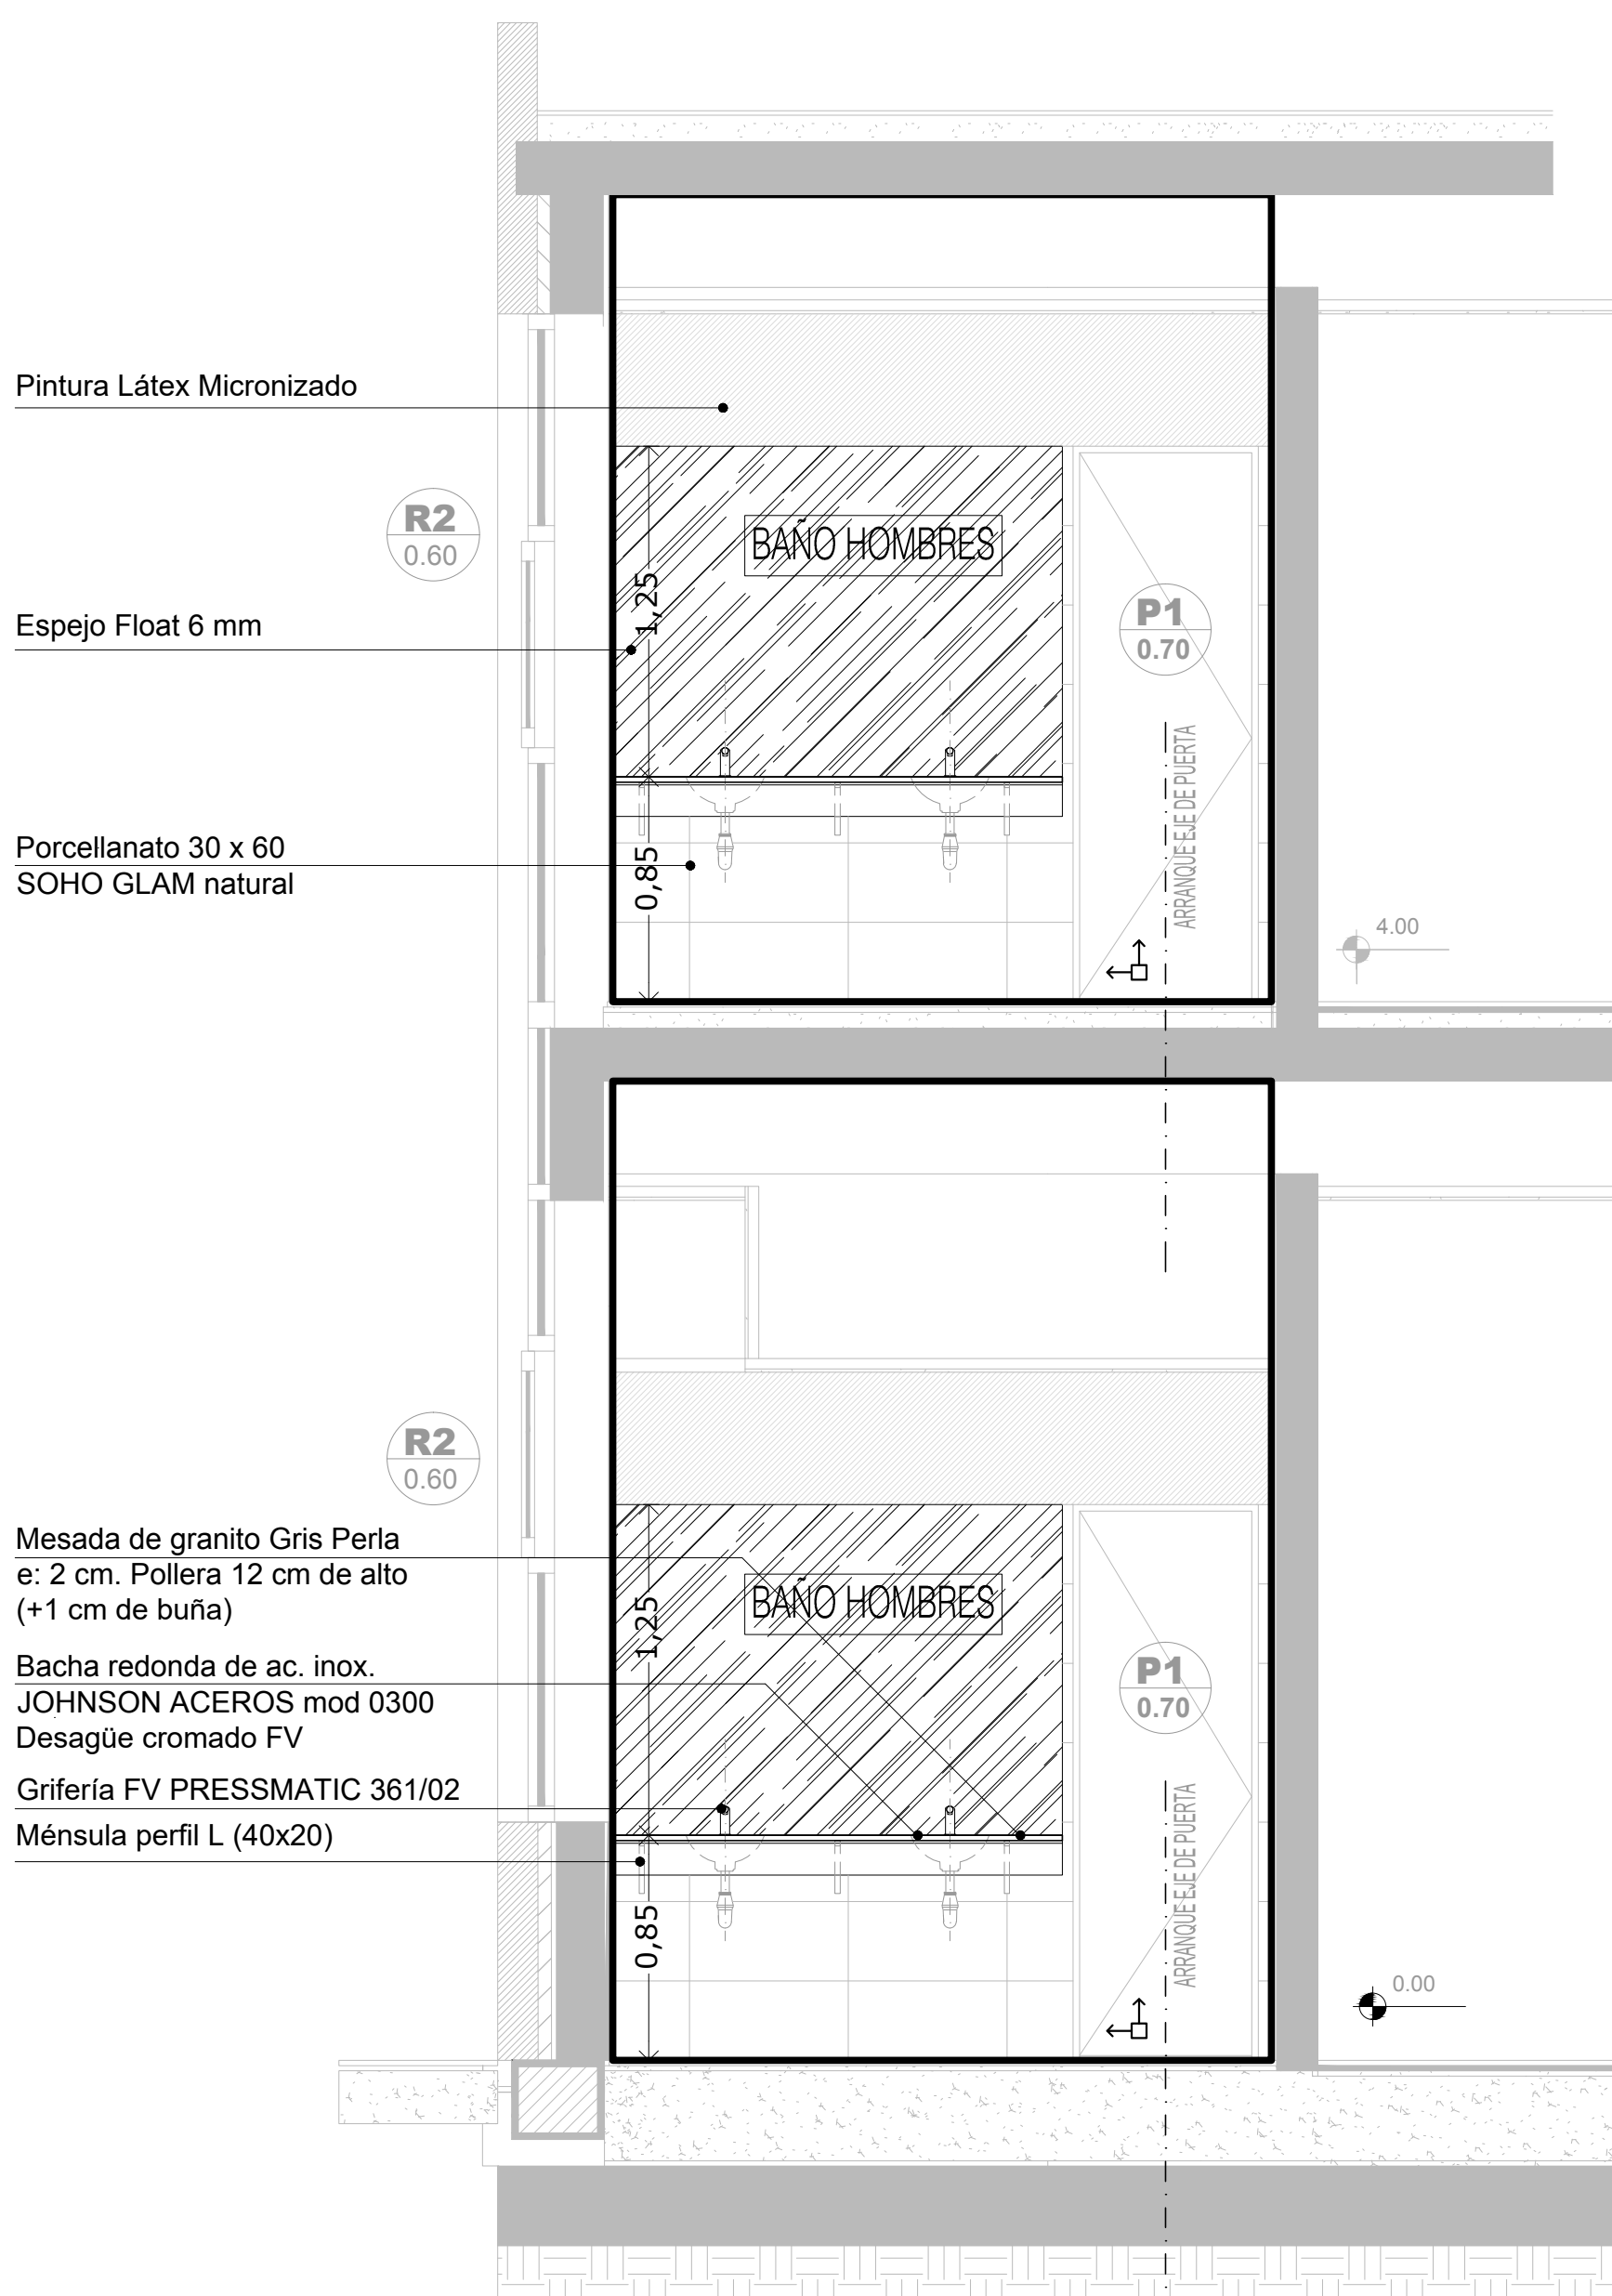 Pintura Látex Micronizado
R2
0.60
BAÑO HOMBRES
1,25
Espejo Float 6 mm
P1
0.70
ARRANQUE EJE DE PUERTA
Porcellanato 30 x 60
SOHO GLAM natural
0,85
4.00
R2
0.60
Mesada de granito Gris Perla
e: 2 cm. Pollera 12 cm de alto
(+1 cm de buña)
BAÑO HOMBRES
1,25
Bacha redonda de ac. inox.
JOHNSON ACEROS mod 0300
Desagüe cromado FV
P1
0.70
Grifería FV PRESSMATIC 361/02
Ménsula perfil L (40x20)
ARRANQUE EJE DE PUERTA
0,85
0.00